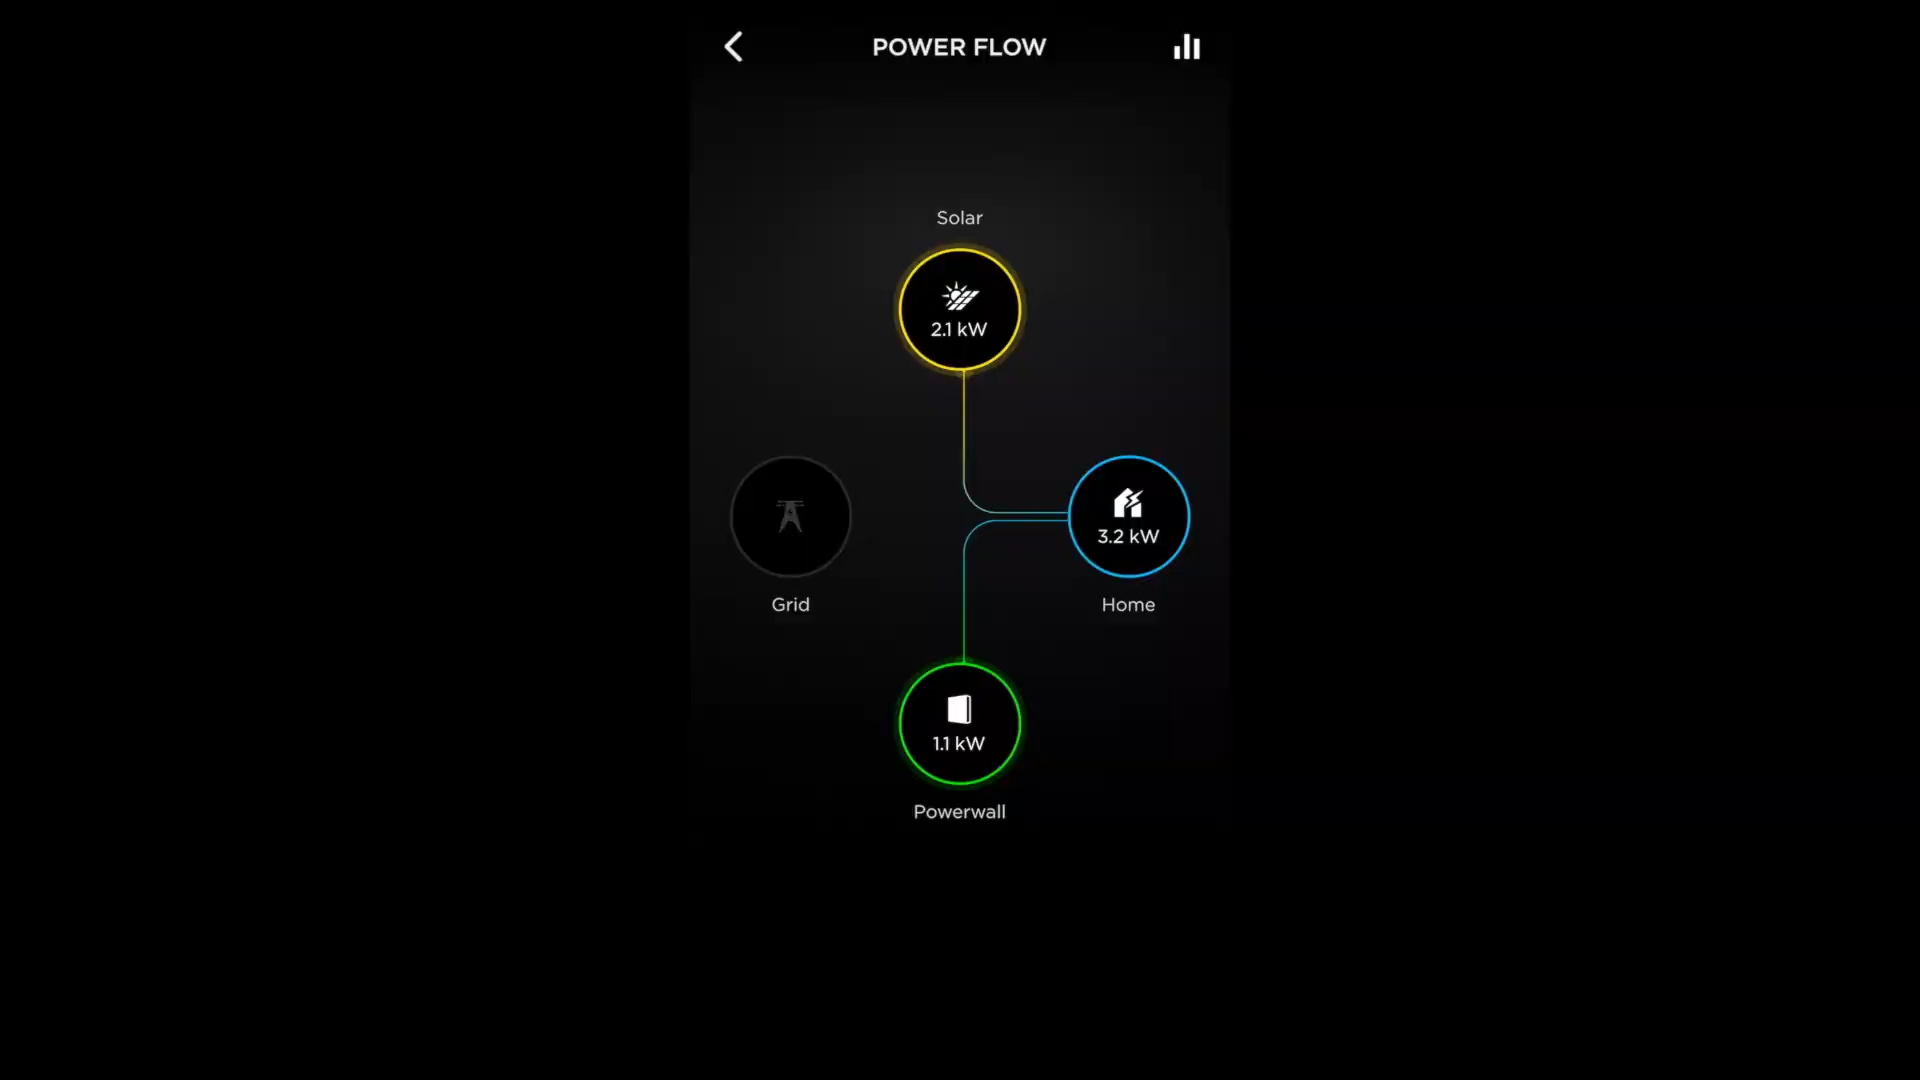 POWER FLOW
Solar
2.1 kW
3.2 kW
Grid
Home
1.1 kW
Powerwall